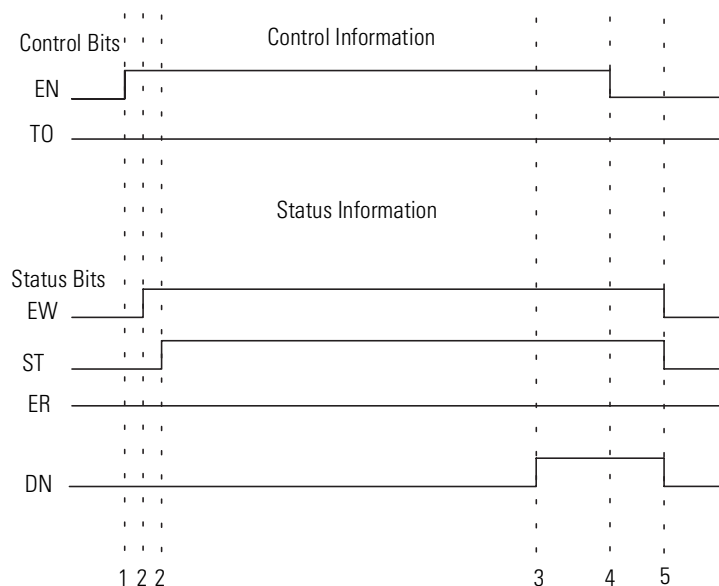 Control Bits
Control Information
EN
TO
Status Information
Status Bits
EW
ST
ER
DN
1 2 2 3 4 5